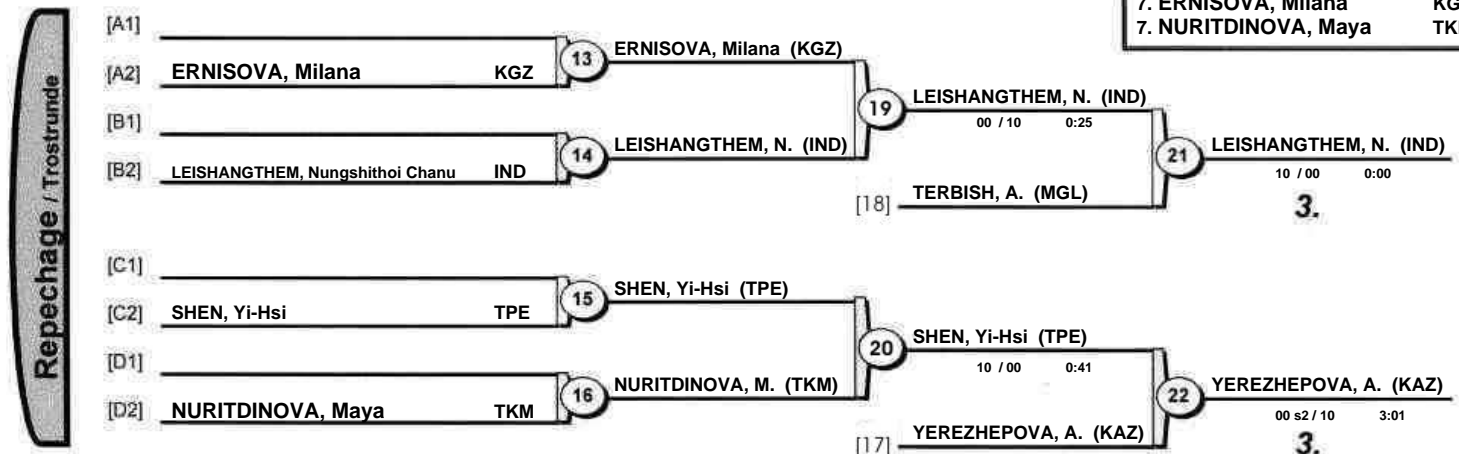 7. ERNISOVA, Milana KG
7. NURITDINOVA, Maya TK
Repechage / Trostrunde
[A1]
[A2] ERNISOVA, Milana KGZ
13
ERNISOVA, Milana (KGZ)
[B1]
[B2] LEISHANGTHEM, Nungshithoi Chanu IND
14
LEISHANGTHEM, N. (IND)
19
LEISHANGTHEM, N. (IND)
00 / 10 0:25
[18] TERBISH, A. (MGL)
21
LEISHANGTHEM, N. (IND)
10 / 00 0:00
3.
[C1]
[C2] SHEN, Yi-Hsi TPE
15
SHEN, Yi-Hsi (TPE)
[D1]
[D2] NURITDINOVA, Maya TKM
16
NURITDINOVA, M. (TKM)
20
SHEN, Yi-Hsi (TPE)
10 / 00 0:41
[17] YEREZHEPOVA, A. (KAZ)
22
YEREZHEPOVA, A. (KAZ)
00 s2 / 10 3:01
3.